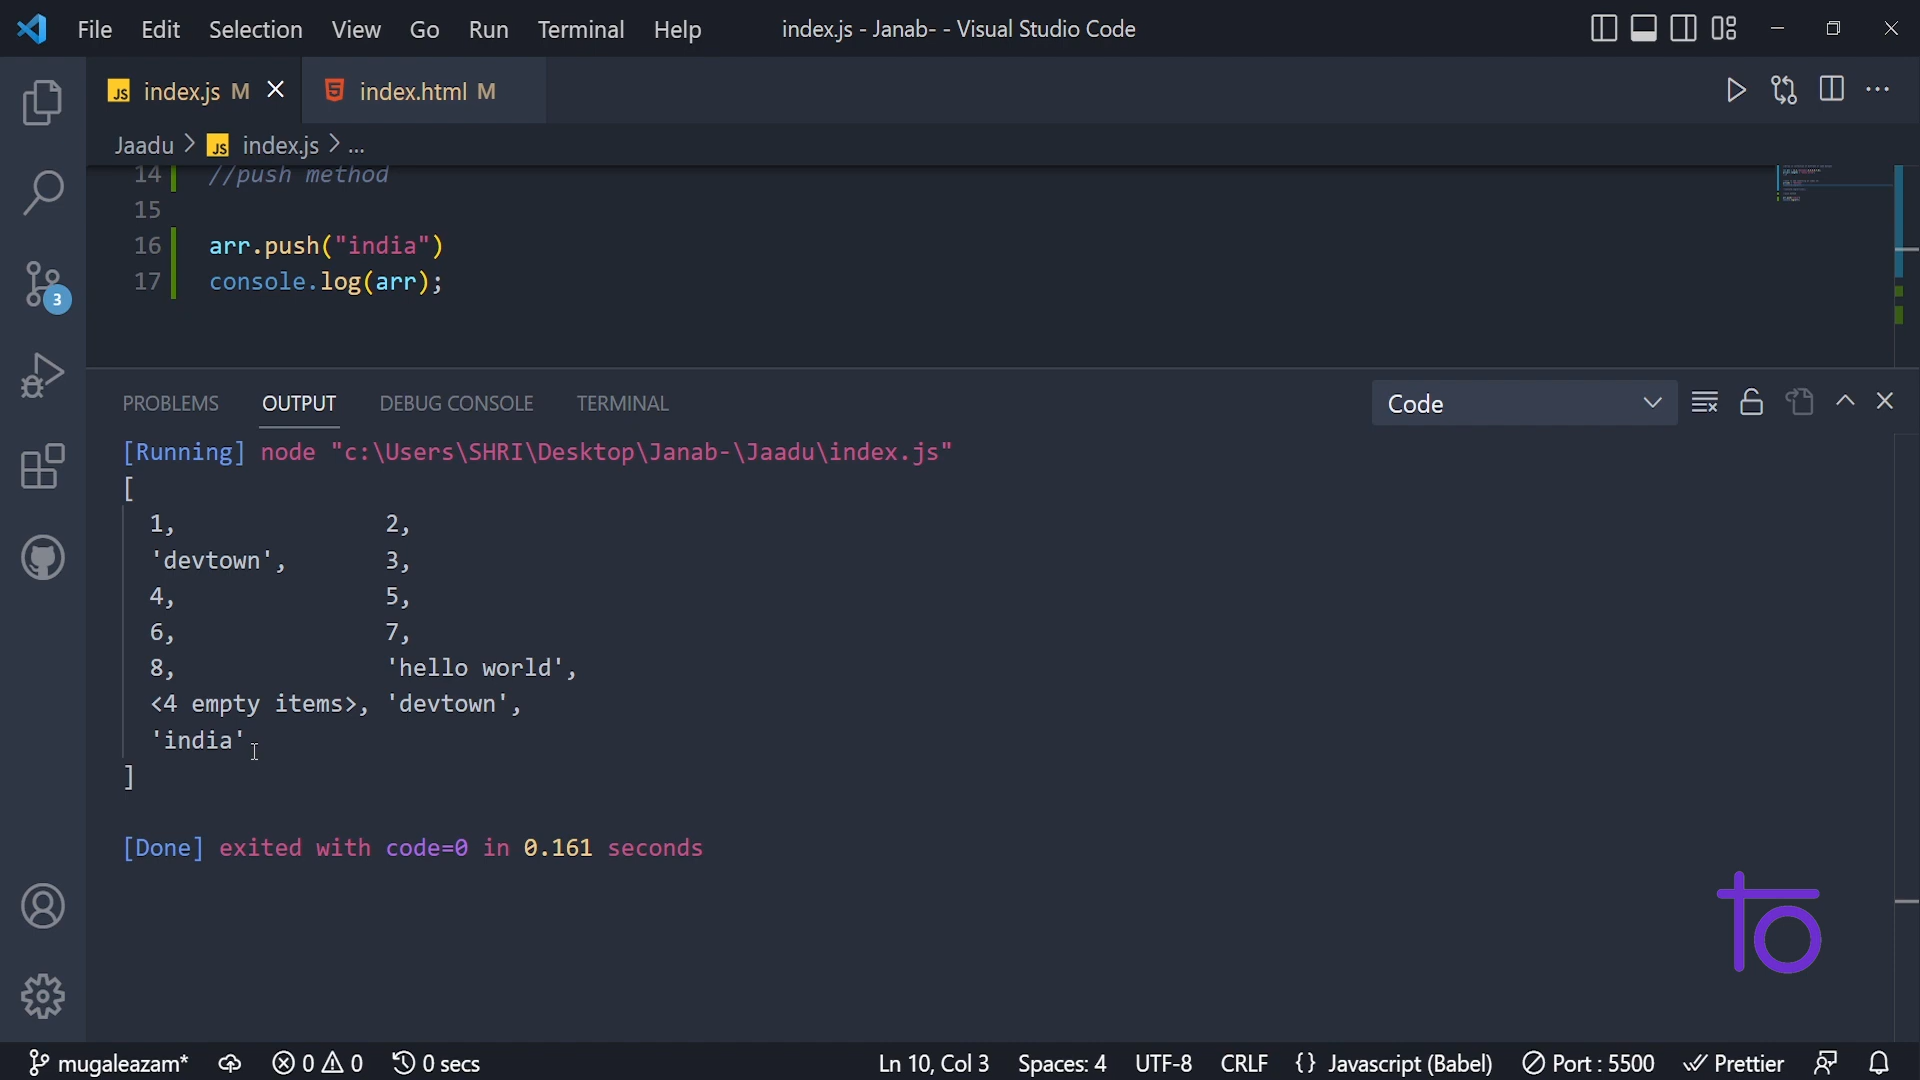 File Edit Selection View Go Run Terminal Help index.js - Janab- - Visual Studio Code
JS index.js M index.html M
Jaadu > JS index.js > ...
14 //push method
15
16 arr.push("india")
17 console.log(arr);
3
PROBLEMS OUTPUT DEBUG CONSOLE TERMINAL Code
[Running] node "c:\Users\SHRI\Desktop\Janab-\Jaadu\index.js"
[
1, 2,
'devtown', 3,
4, 5,
6, 7,
8, 'hello world',
<4 empty items>, 'devtown',
'india'
]
[Done] exited with code=0 in 0.161 seconds
mugaleazam* 0 0 0 secs Ln 10, Col 3 Spaces: 4 UTF-8 CRLF {} Javascript (Babel) Port : 5500 Prettier